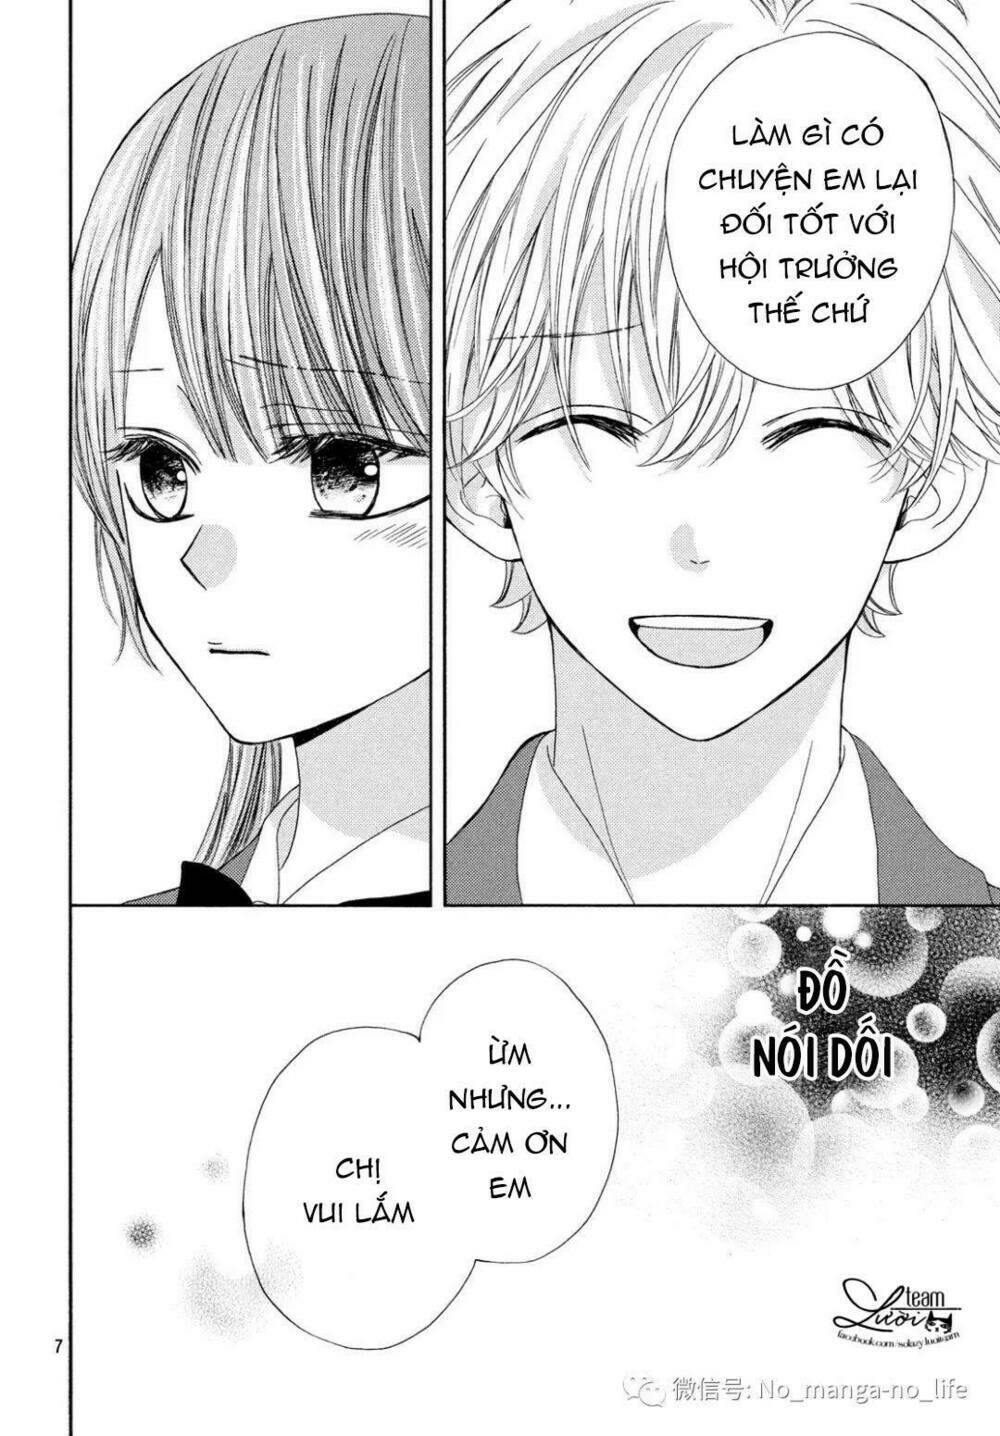 LÀM GÌ CÓ
CHUYỆN EM LẠI
ĐỐI TỐT VỚI
HỘI TRƯỞNG
THẾ CHỨ
ĐỒ
NÓI DỐI
ỪM
NHƯNG...
CẢM ƠN
EM
CHỊ
VUI LẮM
team
Lười
facebook.com/solazy.luoiteam
7
微信号: No_manga-no_life